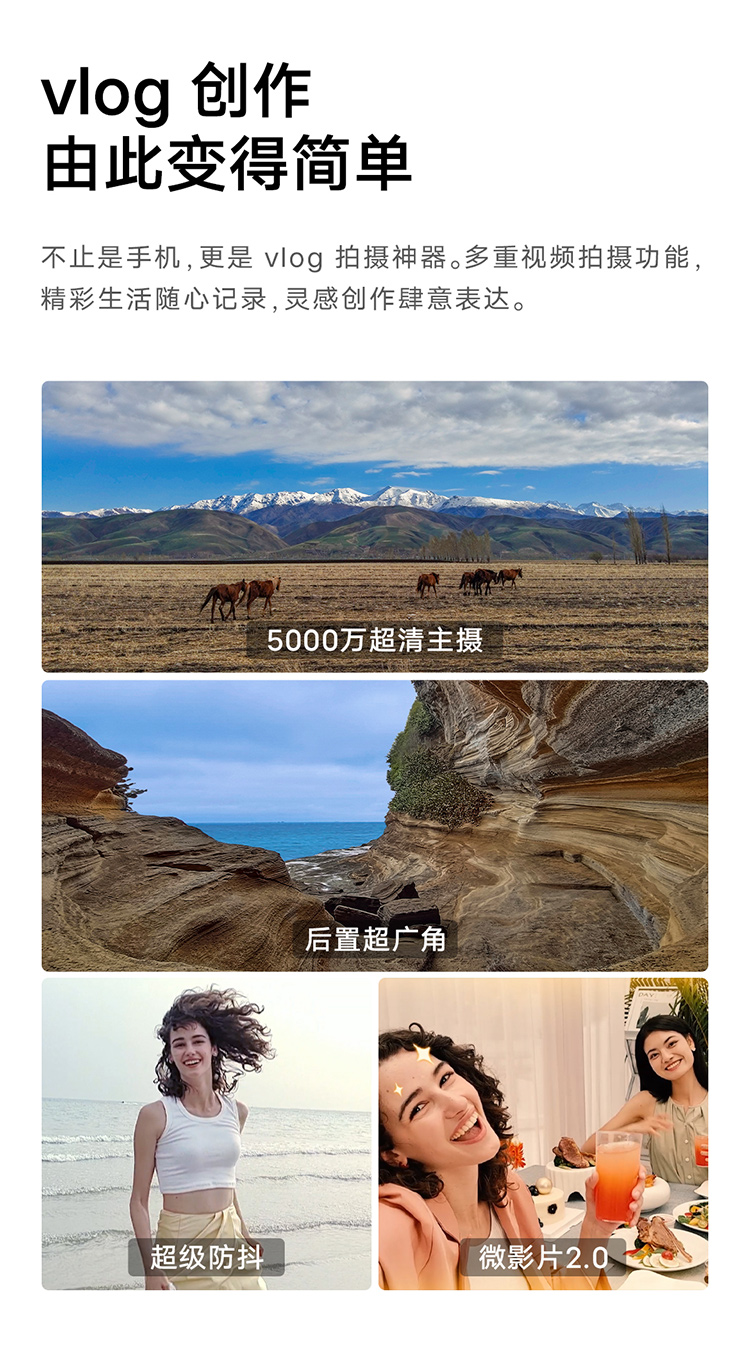 vlog 创作
由此变得简单
不止是手机,更是 vlog 拍摄神器。多重视频拍摄功能,
精彩生活随心记录,灵感创作肆意表达。
5000万超清主摄
后置超广角
超级防抖
微影片2.0